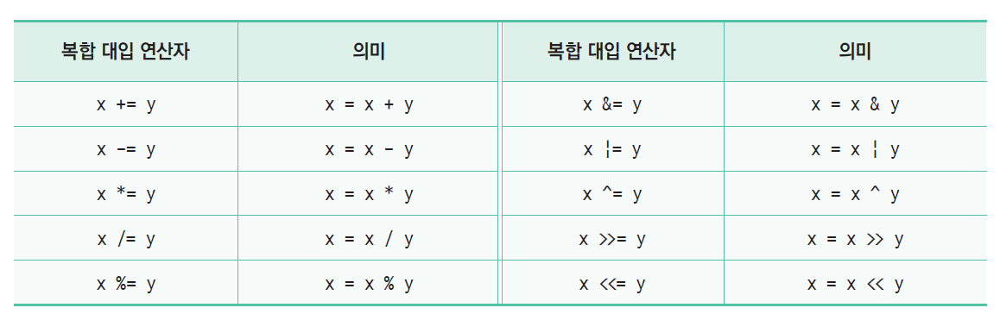 복합 대입 연산자 의미 복합 대입 연산자 의미
x += y x = x + y x &= y x = x & y
x -= y x = x - y x |= y x = x | y
x *= y x = x * y x ^= y x = x ^ y
x /= y x = x / y x >>= y x = x >> y
x %= y x = x % y x <<= y x = x << y